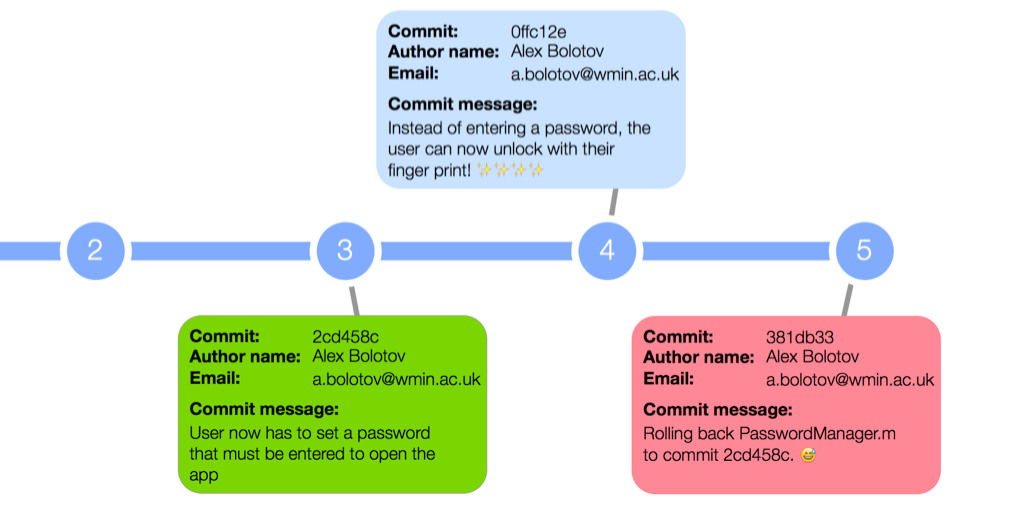 Commit: 0ffc12e
Author name: Alex Bolotov
Email: a.bolotov@wmin.ac.uk
Commit message:
Instead of entering a password, the
user can now unlock with their
finger print! ✨✨✨✨
2 3 4 5
Commit: 2cd458c
Author name: Alex Bolotov
Email: a.bolotov@wmin.ac.uk
Commit message:
User now has to set a password
that must be entered to open the
app
Commit: 381db33
Author name: Alex Bolotov
Email: a.bolotov@wmin.ac.uk
Commit message:
Rolling back PasswordManager.m
to commit 2cd458c. 😅